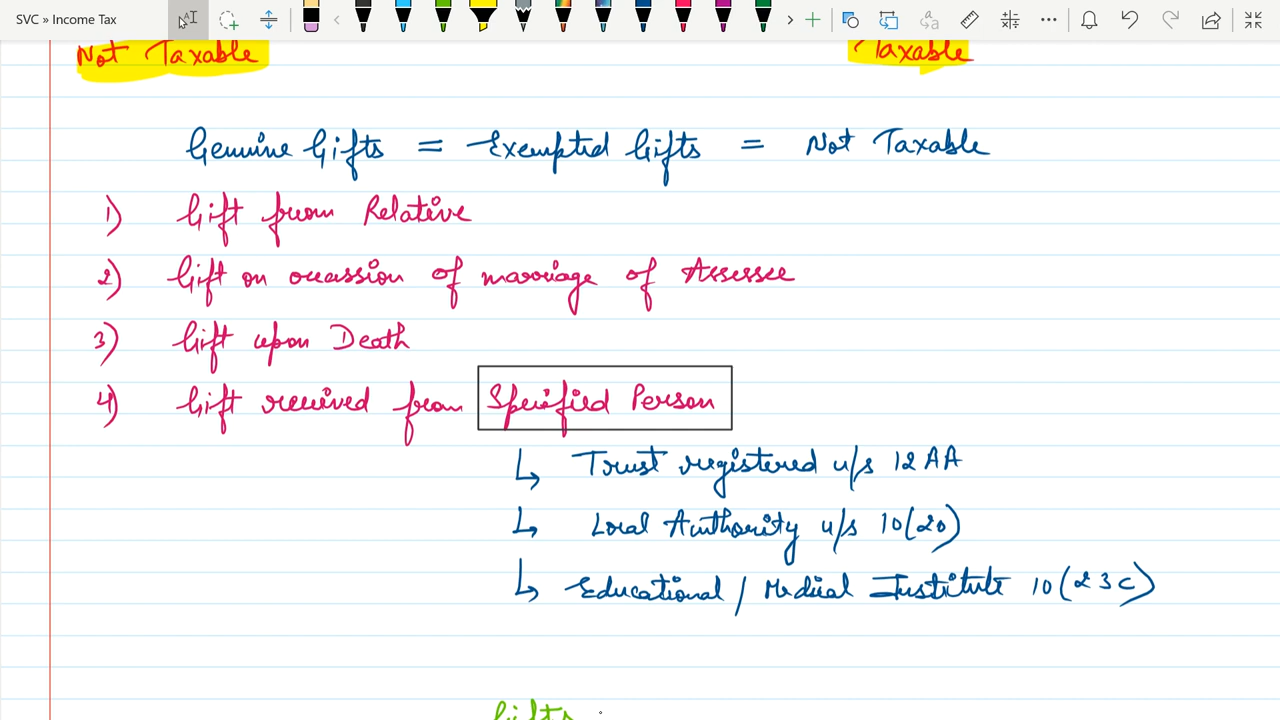 SVC » Income Tax
Not Taxable Taxable
Genuine Gifts = Exempted Gifts = Not Taxable
1) Gift from Relative
2) Gift on occassion of marriage of Assessee
3) Gift upon Death
4) Gift received from Specified Person
↳ Trust registered u/s 12AA
↳ Local Authority u/s 10(20)
↳ Educational / Medical Institute 10(23C)
Gifts